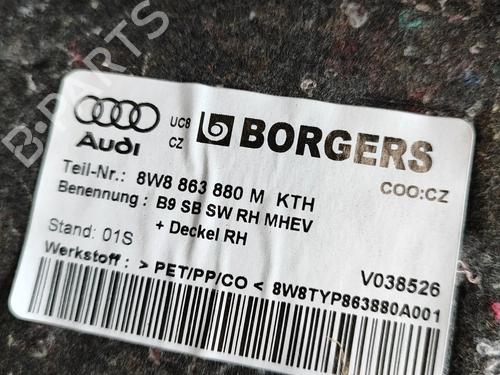 UC8
CZ
BORGERS
Audi
COO:CZ
Teil-Nr.: 8W8 863 880 M KTH
Benennung : B9 SB SW RH MHEV
+ Deckel RH
Stand: 01S
V038526
Werkstoff : > PET/PP/CO < 8W8TYP863880A001
B-PARTS
B-PARTS